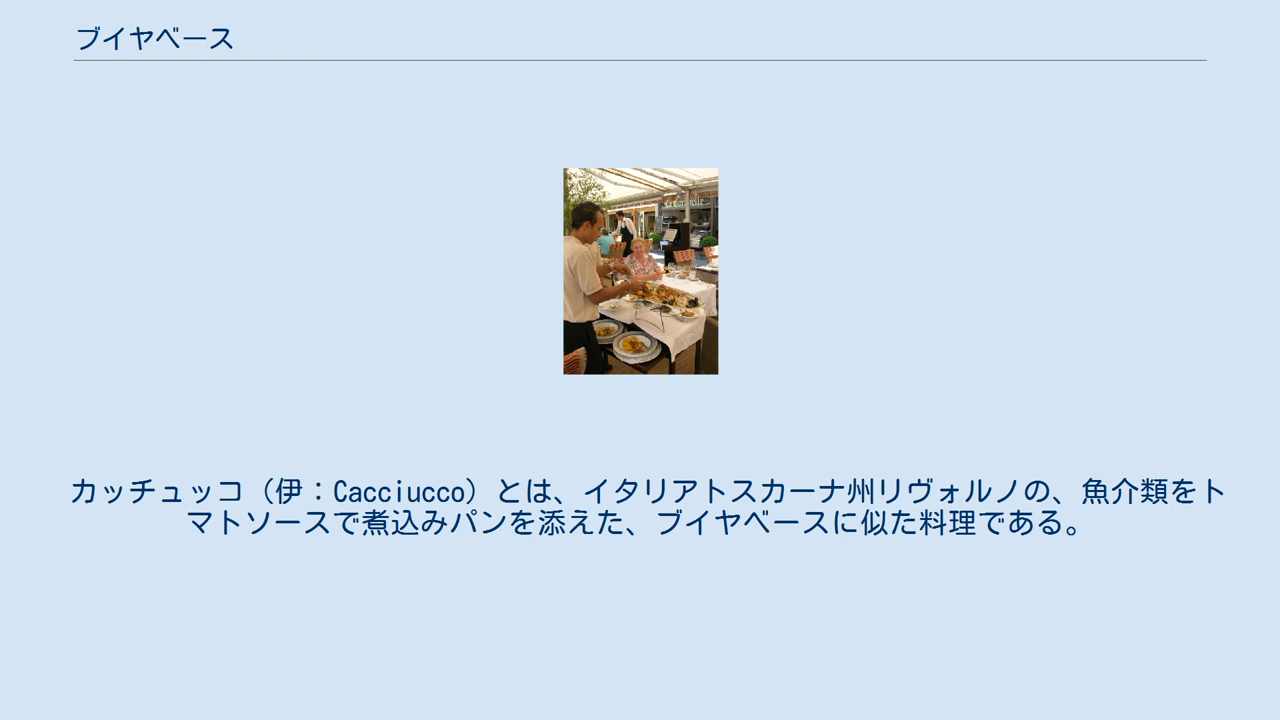 ブイヤベース
カッチュッコ（伊：Cacciucco）とは、イタリアトスカーナ州リヴォルノの、魚介類をト
マトソースで煮込みパンを添えた、ブイヤベースに似た料理である。